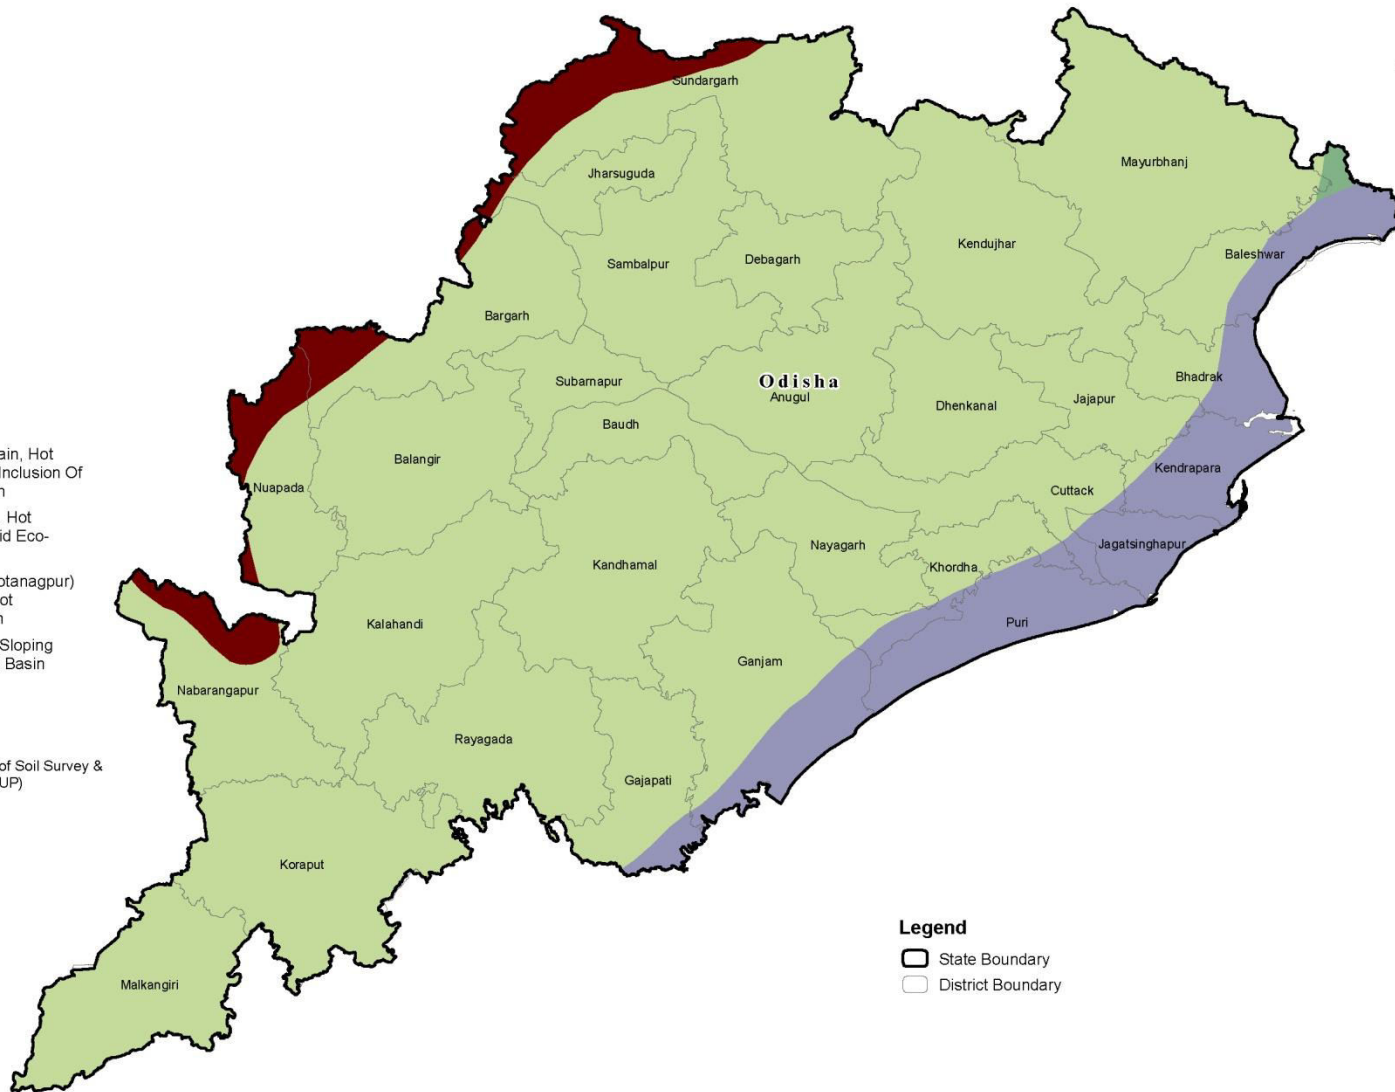 Sundargarh
Mayurbhanj
Jharsuguda
Kendujhar
Baleshwar
Debagarh
Sambalpur
Bargarh
Odisha
Bhadrak
Subarnapur
Anugul
Jajapur
Dhenkanal
Baudh
ain, Hot
Inclusion Of
Balangir
Kendrapara
Nuapada
Cuttack
Hot
id Eco-
Nayagarh
Jagatsinghapur
Kandhamal
Khordha
otanagpur)
ot
Kalahandi
Puri
Sloping
Basin
Ganjam
Nabarangapur
Rayagada
of Soil Survey &
UP)
Gajapati
Koraput
Malkangiri
Legend
State Boundary
District Boundary